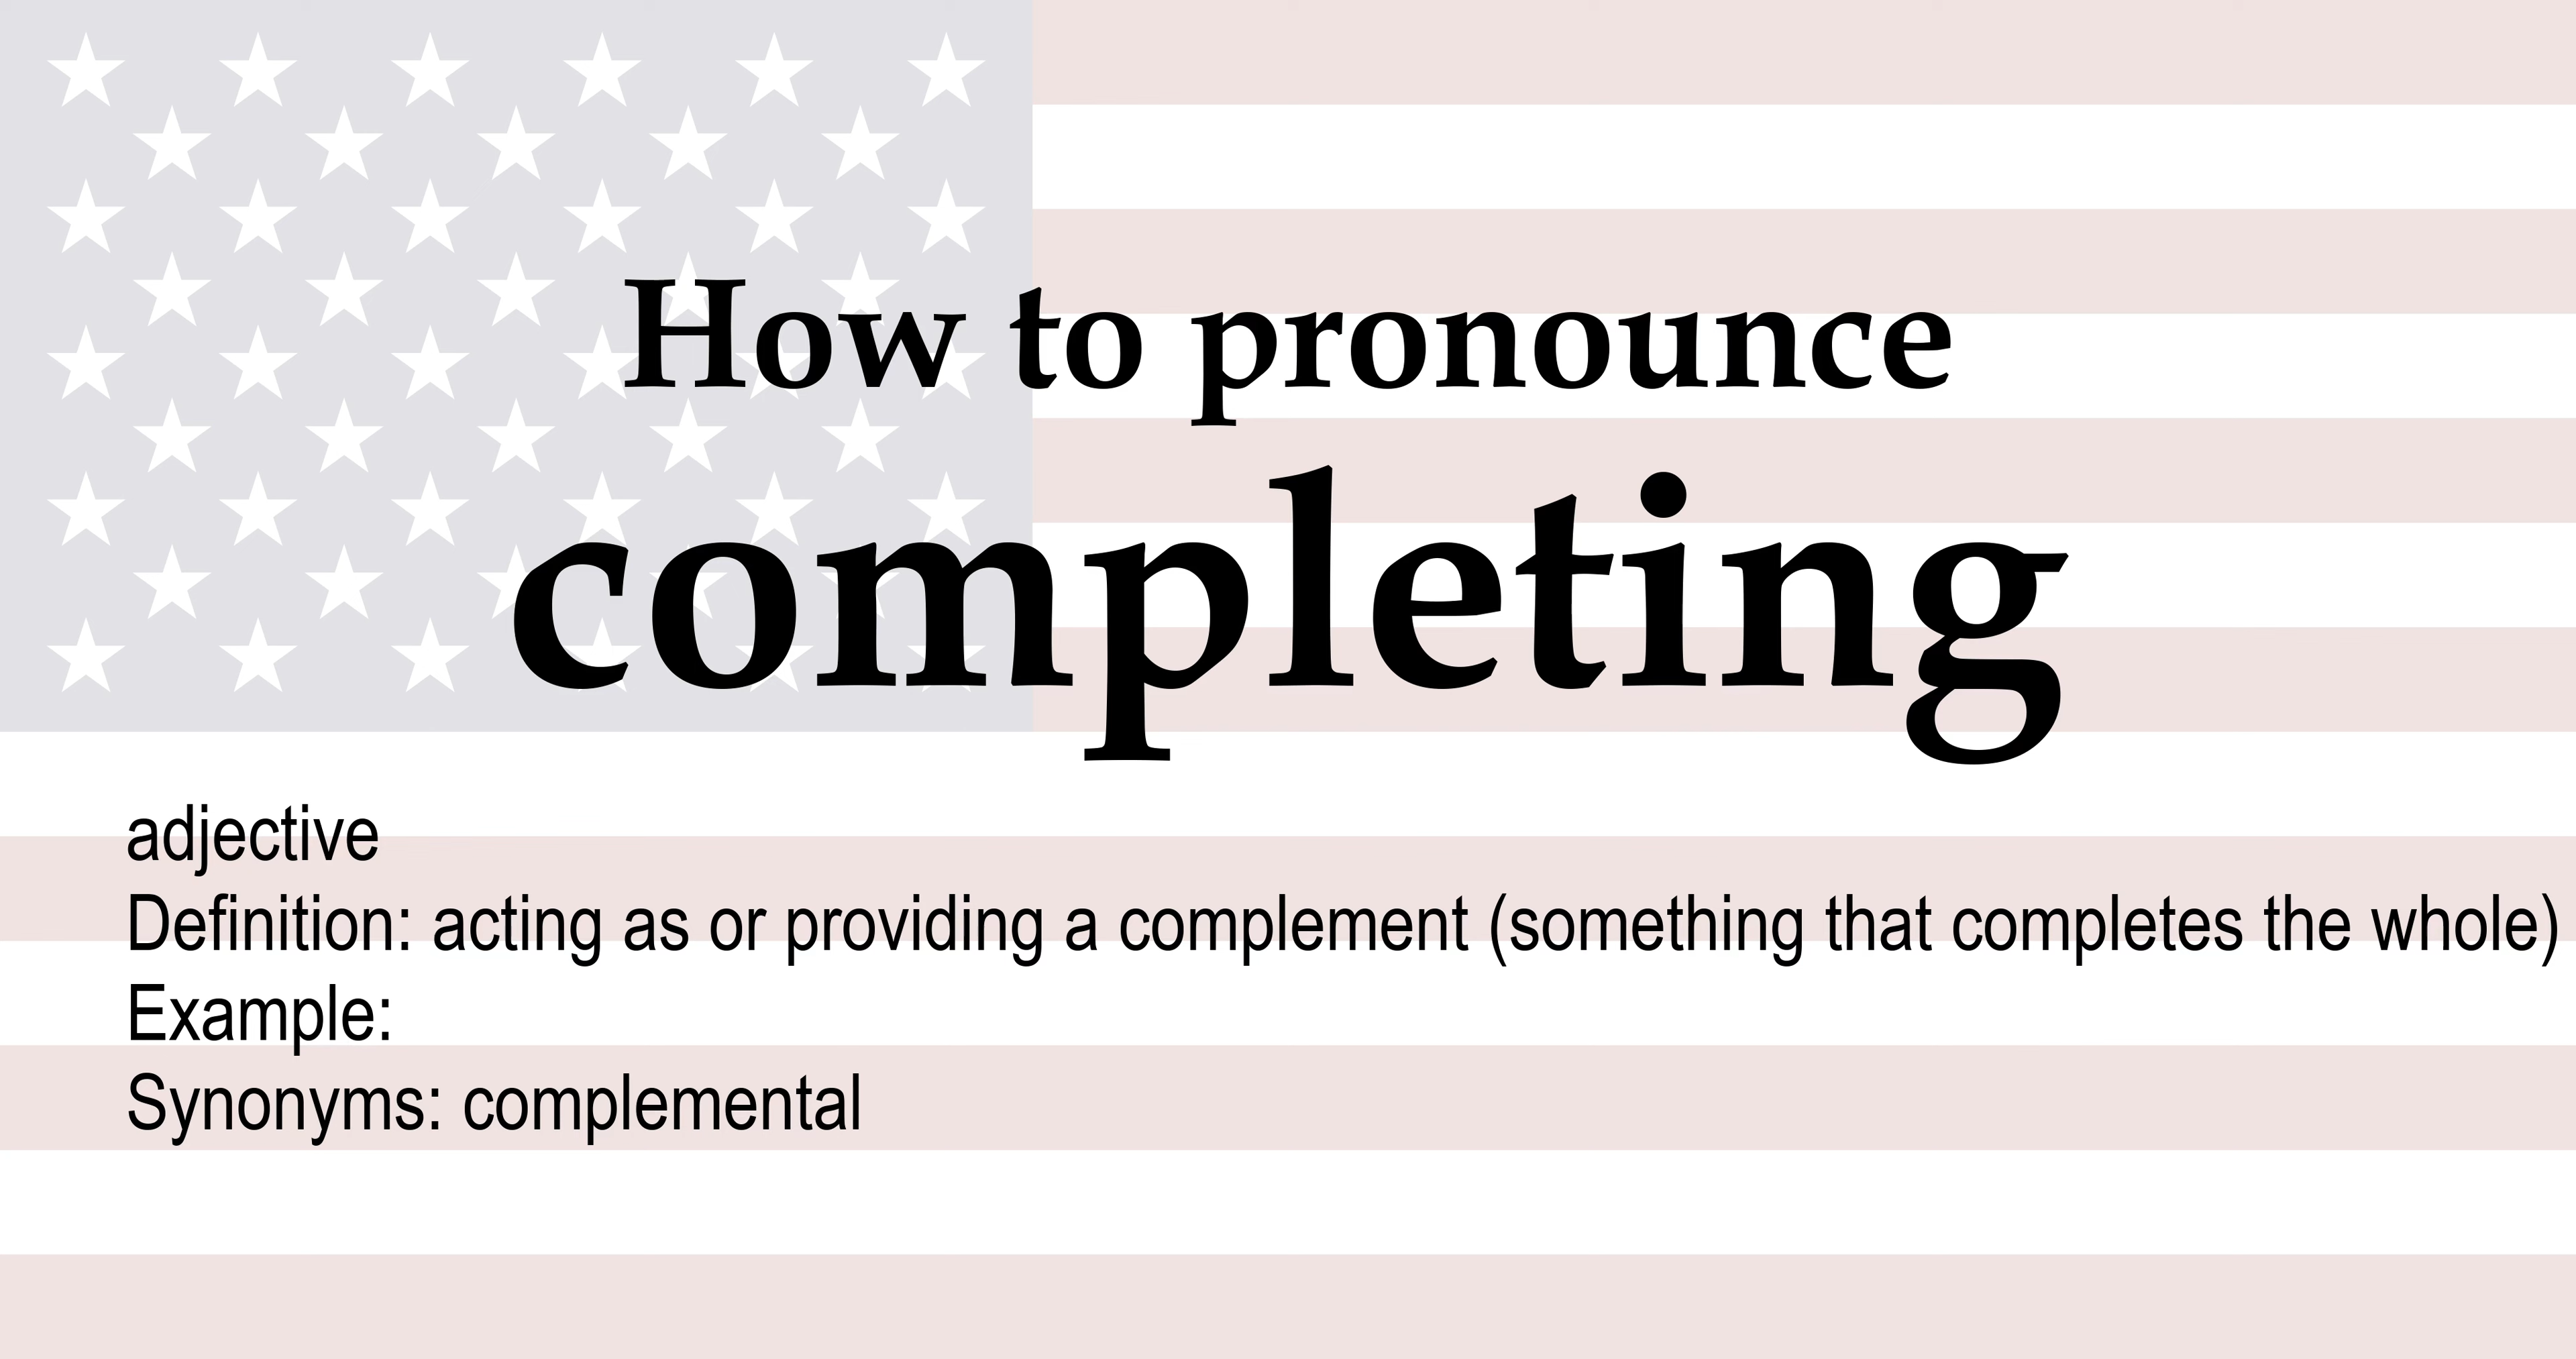 How to pronounce
completing
adjective
Definition: acting as or providing a complement (something that completes the whole)
Example:
Synonyms: complemental